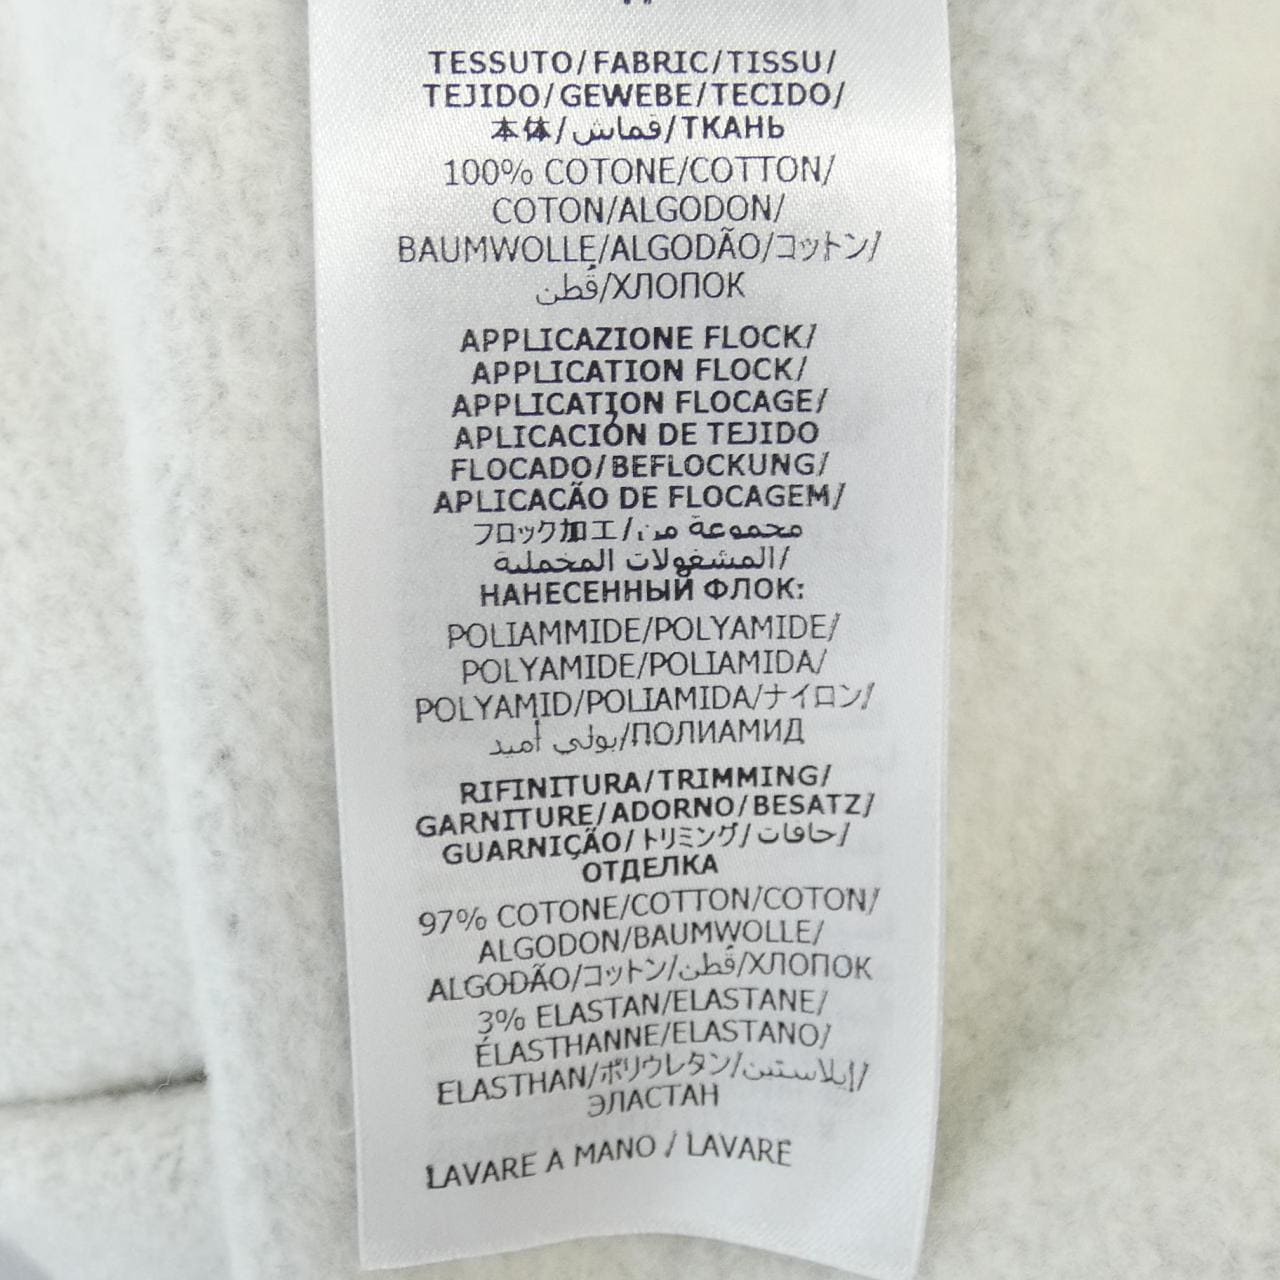 TESSUTO/FABRIC/TISSU/
TEJIDO/GEWEBE/TECIDO/
本体/قماش/ТКАНЬ
100% COTONE/COTTON/
COTON/ALGODON/
BAUMWOLLE/ALGODÃO/コットン/
قُطن/ХЛОПОК
APPLICAZIONE FLOCK/
APPLICATION FLOCK/
APPLICATION FLOCAGE/
APLICACIÓN DE TEJIDO
FLOCADO/BEFLOCKUNG/
APLICAÇÃO DE FLOCAGEM/
フロック加工/مجموعة من
المشغولات المخملية/
НАНЕСЕННЫЙ ФЛОК:
POLIAMMIDE/POLYAMIDE/
POLYAMIDE/POLIAMIDA/
POLYAMID/POLIAMIDA/ナイロン/
بولي أميد/ПОЛИАМИД
RIFINITURA/TRIMMING/
GARNITURE/ADORNO/BESATZ/
GUARNIÇÃO/トリミング/حافات/
ОТДЕЛКА
97% COTONE/COTTON/COTON/
ALGODON/BAUMWOLLE/
ALGODÃO/コットン/قُطن/ХЛОПОК
3% ELASTAN/ELASTANE/
ÉLASTHANNE/ELASTANO/
ELASTHAN/ポリウレタン/إيلاستين/
ЭЛАСТАН
LAVARE A MANO / LAVARE